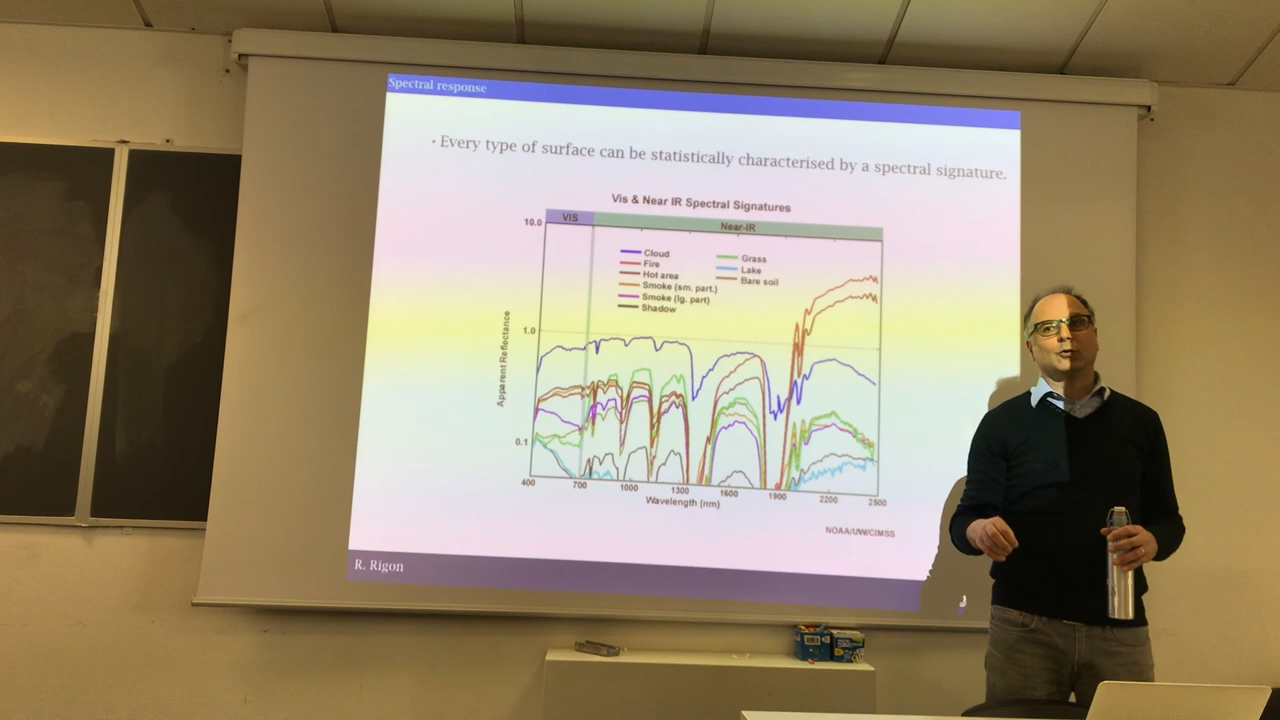 Spectral response
· Every type of surface can be statistically characterised by a spectral signature.
Vis & Near IR Spectral Signatures
VIS
Near-IR
10.0
1.0
0.1
Apparent Reflectance
Cloud
Fire
Hot area
Smoke (sm. part.)
Smoke (lg. part)
Shadow
Grass
Lake
Bare soil
400 700 1000 1300 1600 1900 2200 2500
Wavelength (nm)
NOAA/UW/CIMSS
R. Rigon